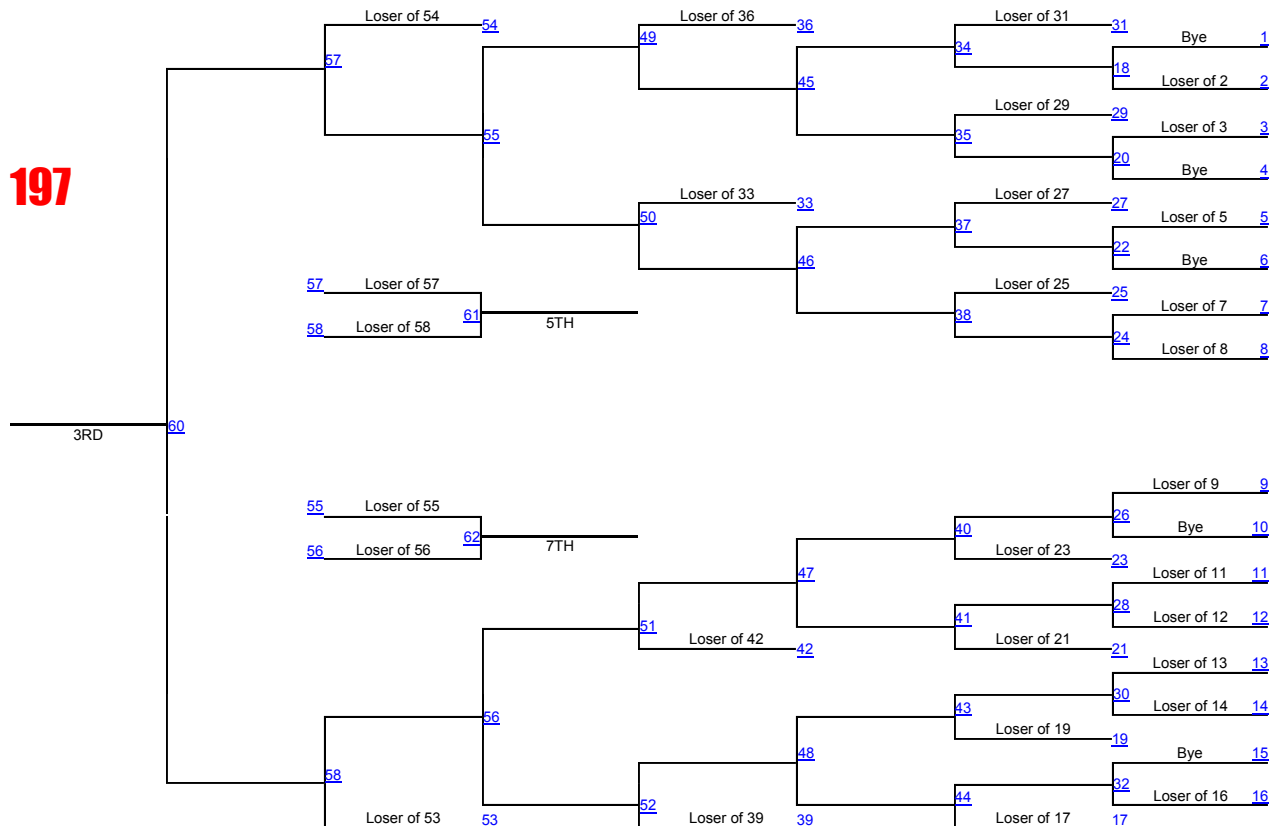 Loser of 54 54 Loser of 36 36 Loser of 31 31
Bye 1
49 34
57 18
45 Loser of 2 2
Loser of 29 29
55 35 Loser of 3 3
20
197 Bye 4
Loser of 33 33 Loser of 27 27
50 37 Loser of 5 5
22
46 Bye 6
57 Loser of 57 Loser of 25 25
61 5TH 38 Loser of 7 7
58 Loser of 58 24
Loser of 8 8
60
3RD
Loser of 9 9
55 Loser of 55 26
40 Bye 10
62 7TH
56 Loser of 56 Loser of 23 23
47 Loser of 11 11
28
51 41 Loser of 12 12
Loser of 42 42 Loser of 21 21
Loser of 13 13
30
56 43 Loser of 14 14
Loser of 19 19
48 Bye 15
58 32
52 44 Loser of 16 16
Loser of 53 53 Loser of 39 39 Loser of 17 17